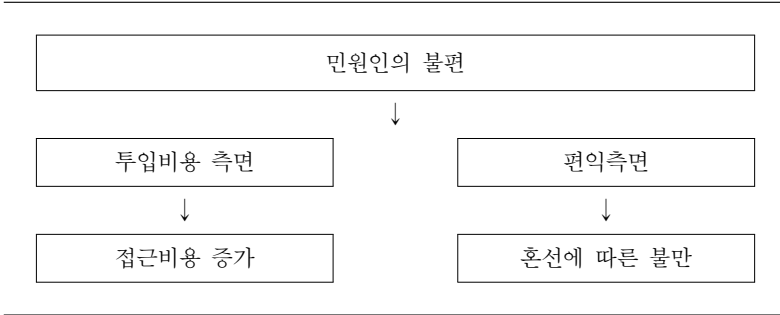 민원인의 불편
↓
투입비용 측면 편익측면
↓ ↓
접근비용 증가 혼선에 따른 불만